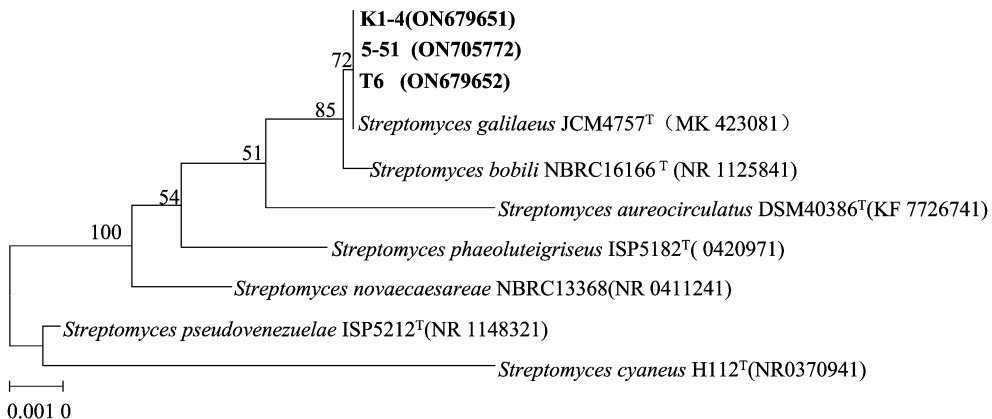 K1-4(ON679651)
5-51 (ON705772)
72
T6 (ON679652)
85
Streptomyces galilaeus JCM4757ᵀ（MK 423081）
51
Streptomyces bobili NBRC16166 ᵀ (NR 1125841)
54
Streptomyces aureocirculatus DSM40386ᵀ(KF 7726741)
100
Streptomyces phaeoluteigriseus ISP5182ᵀ( 0420971)
Streptomyces novaecaesareae NBRC13368(NR 0411241)
Streptomyces pseudovenezuelae ISP5212ᵀ(NR 1148321)
Streptomyces cyaneus H112ᵀ(NR0370941)
0.001 0